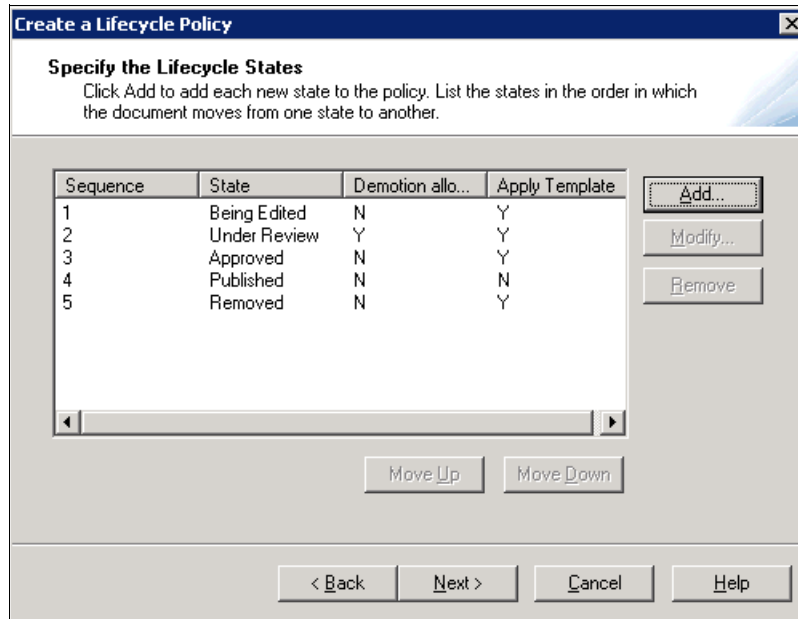 Create a Lifecycle Policy
Specify the Lifecycle States
Click Add to add each new state to the policy. List the states in the order in which
the document moves from one state to another.
Sequence State Demotion allo... Apply Template
1 Being Edited N Y
2 Under Review Y Y
3 Approved N Y
4 Published N N
5 Removed N Y
Add...
Modify...
Remove
Move Up Move Down
< Back Next > Cancel Help